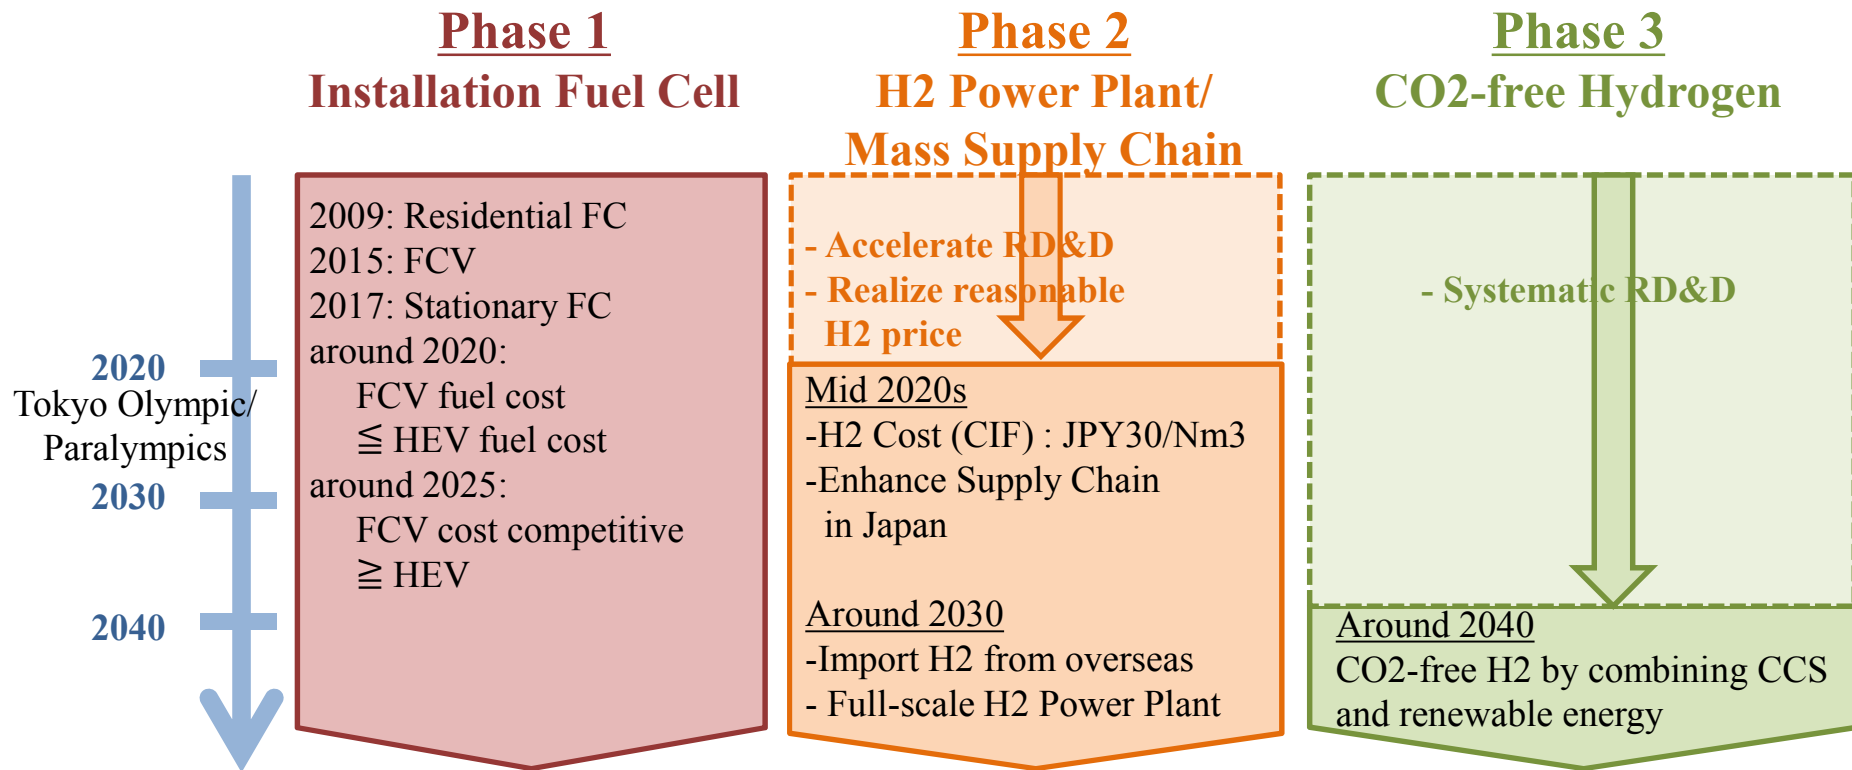 Phase 1
Installation Fuel Cell
Phase 2
H2 Power Plant/
Mass Supply Chain
Phase 3
CO2-free Hydrogen
2020
Tokyo Olympic/
Paralympics
2030
2040
2009: Residential FC
2015: FCV
2017: Stationary FC
around 2020:
FCV fuel cost
≦ HEV fuel cost
around 2025:
FCV cost competitive
≧ HEV
- Accelerate RD&D
- Realize reasonable
H2 price
Mid 2020s
-H2 Cost (CIF) : JPY30/Nm3
-Enhance Supply Chain
in Japan
Around 2030
-Import H2 from overseas
- Full-scale H2 Power Plant
- Systematic RD&D
Around 2040
CO2-free H2 by combining CCS
and renewable energy